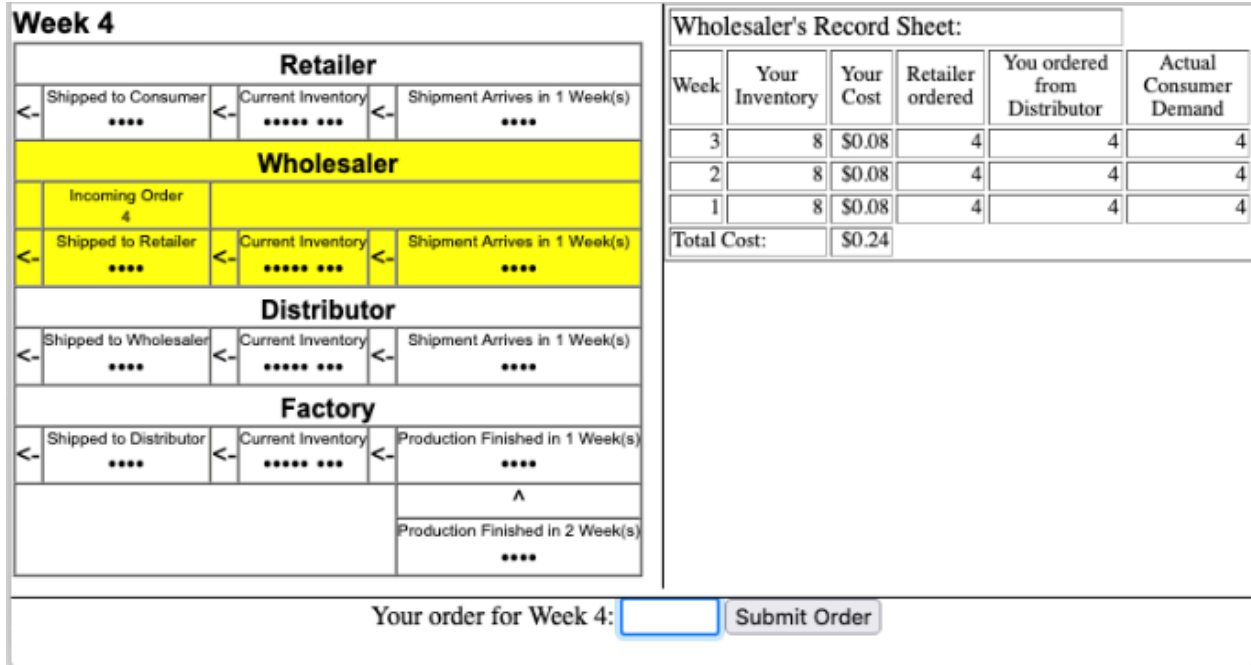 Week 4
Retailer
<- Shipped to Consumer <- Current Inventory <- Shipment Arrives in 1 Week(s)
•••• ••••• ••• ••••
Wholesaler
Incoming Order
4
<- Shipped to Retailer <- Current Inventory <- Shipment Arrives in 1 Week(s)
•••• ••••• ••• ••••
Distributor
<- Shipped to Wholesaler <- Current Inventory <- Shipment Arrives in 1 Week(s)
•••• ••••• ••• ••••
Factory
<- Shipped to Distributor <- Current Inventory <- Production Finished in 1 Week(s)
•••• ••••• ••• ••••
^
Production Finished in 2 Week(s)
••••
Wholesaler's Record Sheet:
Week Your Inventory Your Cost Retailer ordered You ordered from Distributor Actual Consumer Demand
3 8 $0.08 4 4 4
2 8 $0.08 4 4 4
1 8 $0.08 4 4 4
Total Cost: $0.24
Your order for Week 4: Submit Order